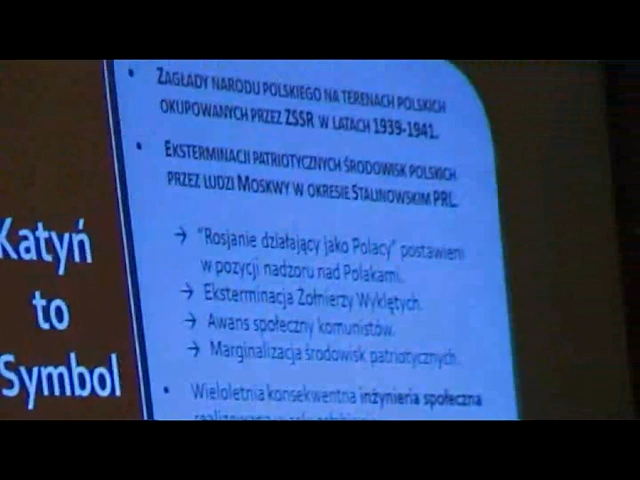 Katyń
to
Symbol
• ZAGŁADY NARODU POLSKIEGO NA TERENACH POLSKICH
OKUPOWANYCH PRZEZ ZSSR W LATACH 1939-1941.
• EKSTERMINACJI PATRIOTYCZNYCH ŚRODOWISK POLSKICH
PRZEZ LUDZI MOSKWY W OKRESIE STALINOWSKIM PRL.
→ "Rosjanie działający jako Polacy" postawieni
w pozycji nadzoru nad Polakami.
→ Eksterminacja Żołnierzy Wyklętych.
→ Awans społeczny komunistów.
→ Marginalizacja środowisk patriotycznych.
• Wieloletnia konsekwentna inżynieria społeczna